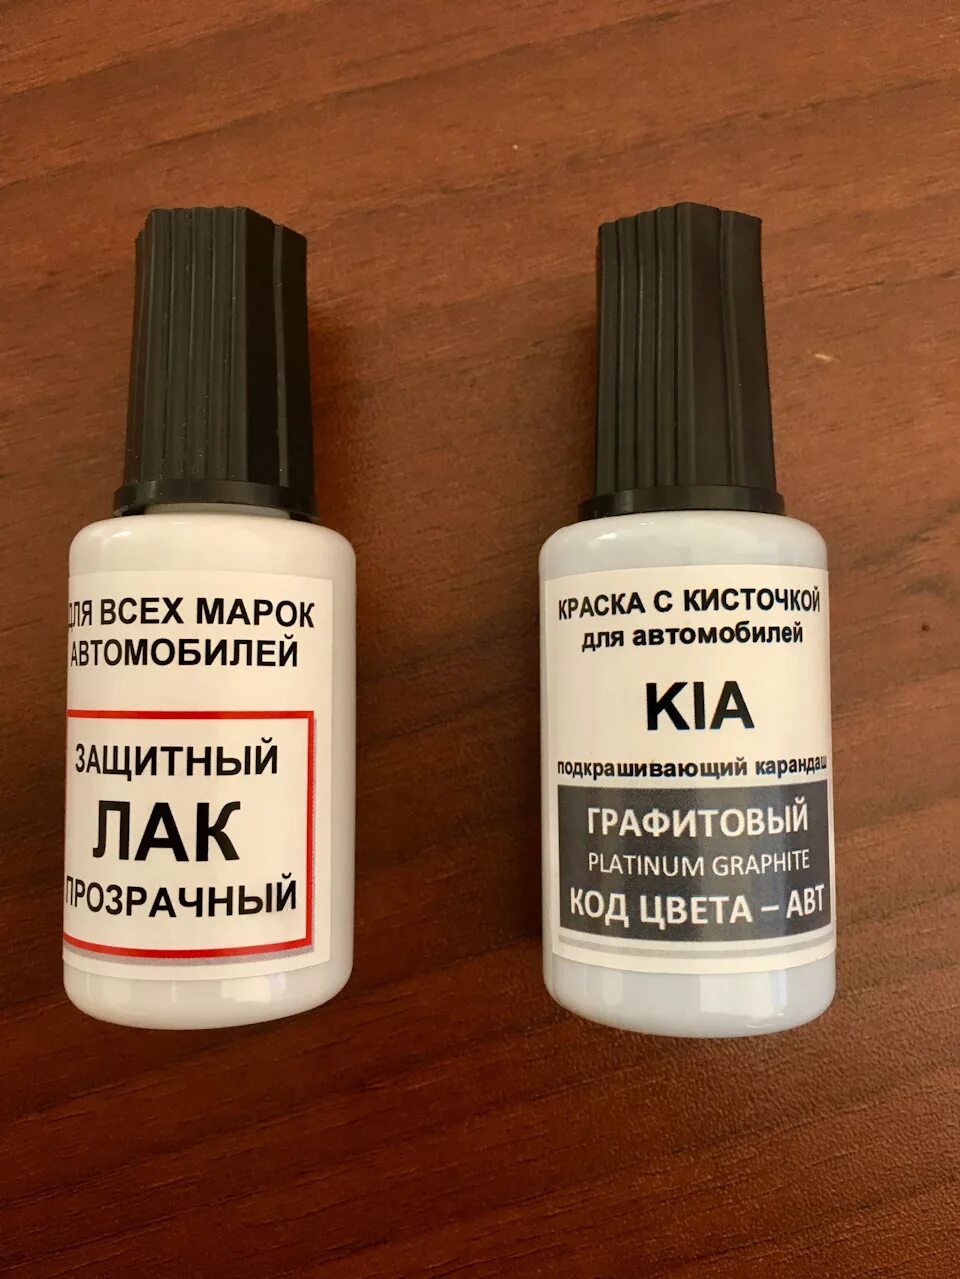 ДЛЯ ВСЕХ МАРОК
АВТОМОБИЛЕЙ
ЗАЩИТНЫЙ
ЛАК
ПРОЗРАЧНЫЙ
КРАСКА С КИСТОЧКОЙ
для автомобилей
KIA
подкрашивающий карандаш
ГРАФИТОВЫЙ
PLATINUM GRAPHITE
КОД ЦВЕТА – ABT